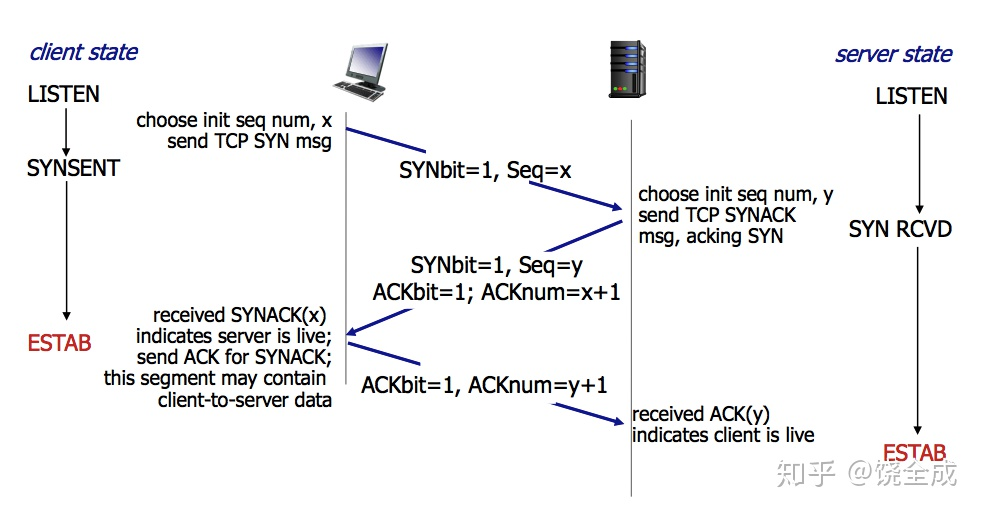 client state
server state
LISTEN
LISTEN
choose init seq num, x
send TCP SYN msg
SYNSENT
SYNbit=1, Seq=x
choose init seq num, y
send TCP SYNACK
msg, acking SYN
SYN RCVD
SYNbit=1, Seq=y
ACKbit=1; ACKnum=x+1
received SYNACK(x)
indicates server is live;
send ACK for SYNACK;
this segment may contain
client-to-server data
ESTAB
ACKbit=1, ACKnum=y+1
received ACK(y)
indicates client is live
ESTAB
知乎 @饶全成